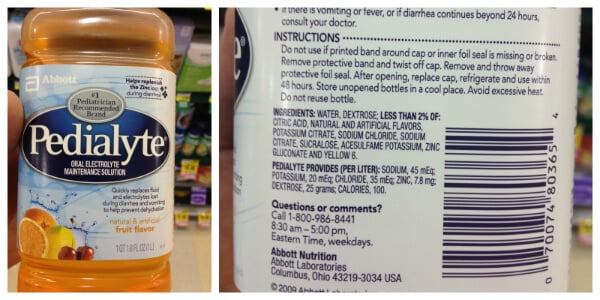 Abbott
Helps replenish
the Zinc lost
during diarrhea
#1
Pediatrician
Recommended
Brand
Pedialyte®
ORAL ELECTROLYTE
MAINTENANCE SOLUTION
Quickly replaces fluid
and electrolytes lost
during diarrhea and vomiting
to help prevent dehydration
natural & artificial
fruit flavor
1 QT 1.8 FL OZ (1 L)
If there is vomiting or fever, or if diarrhea continues beyond 24 hours,
consult your doctor.
INSTRUCTIONS
Do not use if printed band around cap or inner foil seal is missing or broken.
Remove protective band and twist off cap. Remove and throw away
protective foil seal. After opening, replace cap, refrigerate and use within
48 hours. Store unopened bottles in a cool place. Avoid excessive heat.
Do not reuse bottle.
INGREDIENTS: WATER, DEXTROSE; LESS THAN 2% OF:
CITRIC ACID, NATURAL AND ARTIFICIAL FLAVORS,
POTASSIUM CITRATE, SODIUM CHLORIDE, SODIUM
CITRATE, SUCRALOSE, ACESULFAME POTASSIUM, ZINC
GLUCONATE AND YELLOW 6.
PEDIALYTE PROVIDES (PER LITER): SODIUM, 45 mEq;
POTASSIUM, 20 mEq; CHLORIDE, 35 mEq; ZINC, 7.8 mg;
DEXTROSE, 25 grams; CALORIES, 100.
Questions or comments?
Call 1-800-986-8441
8:30 am – 5:00 pm,
Eastern Time, weekdays.
Abbott Nutrition
Abbott Laboratories
Columbus, Ohio 43219-3034 USA
© 2009 Abbott
0 70074 80365 4